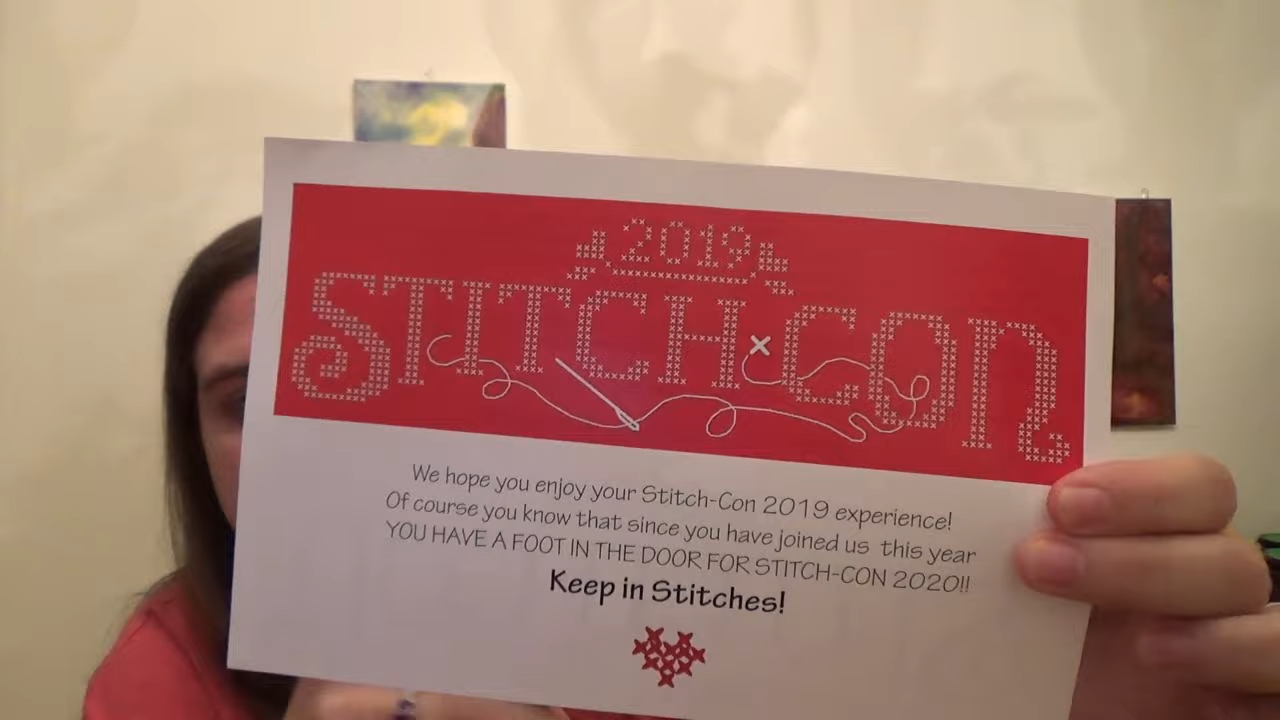 2019
STITCH×CON
We hope you enjoy your Stitch-Con 2019 experience!
Of course you know that since you have joined us this year
YOU HAVE A FOOT IN THE DOOR FOR STITCH-CON 2020!!
Keep in Stitches!